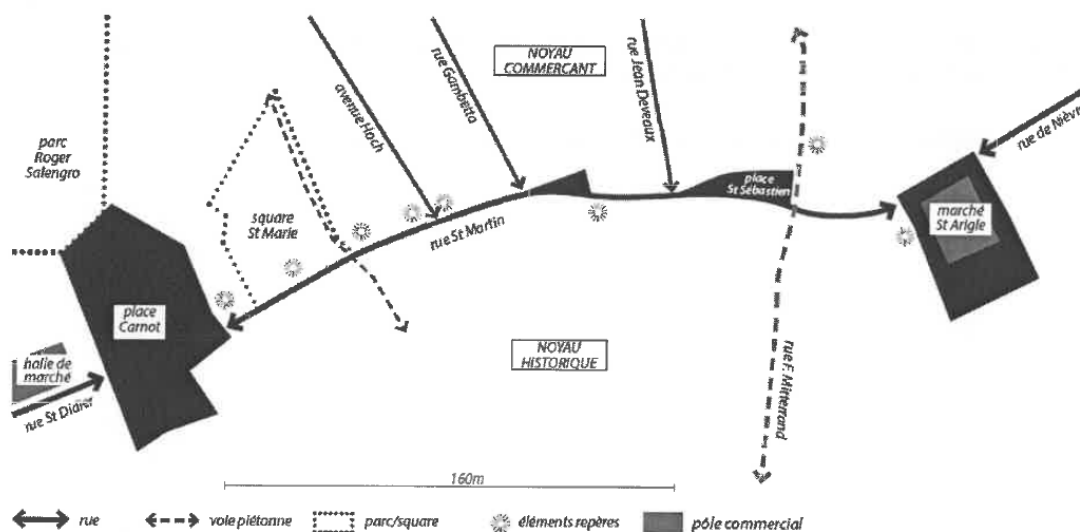 NOYAU
COMMERCANT
rue Gambetta
avenue Hoch
rue Jean Deveaux
parc
Roger
Salengro
rue de Nièvre
square
St Marie
place
St Sébastien
marché
St Arigle
rue St Martin
place
Carnot
NOYAU
HISTORIQUE
halle de
marché
rue St Didier
rue F. Mitterrand
160m
rue
voie piétonne
parc/square
éléments repères
pôle commercial